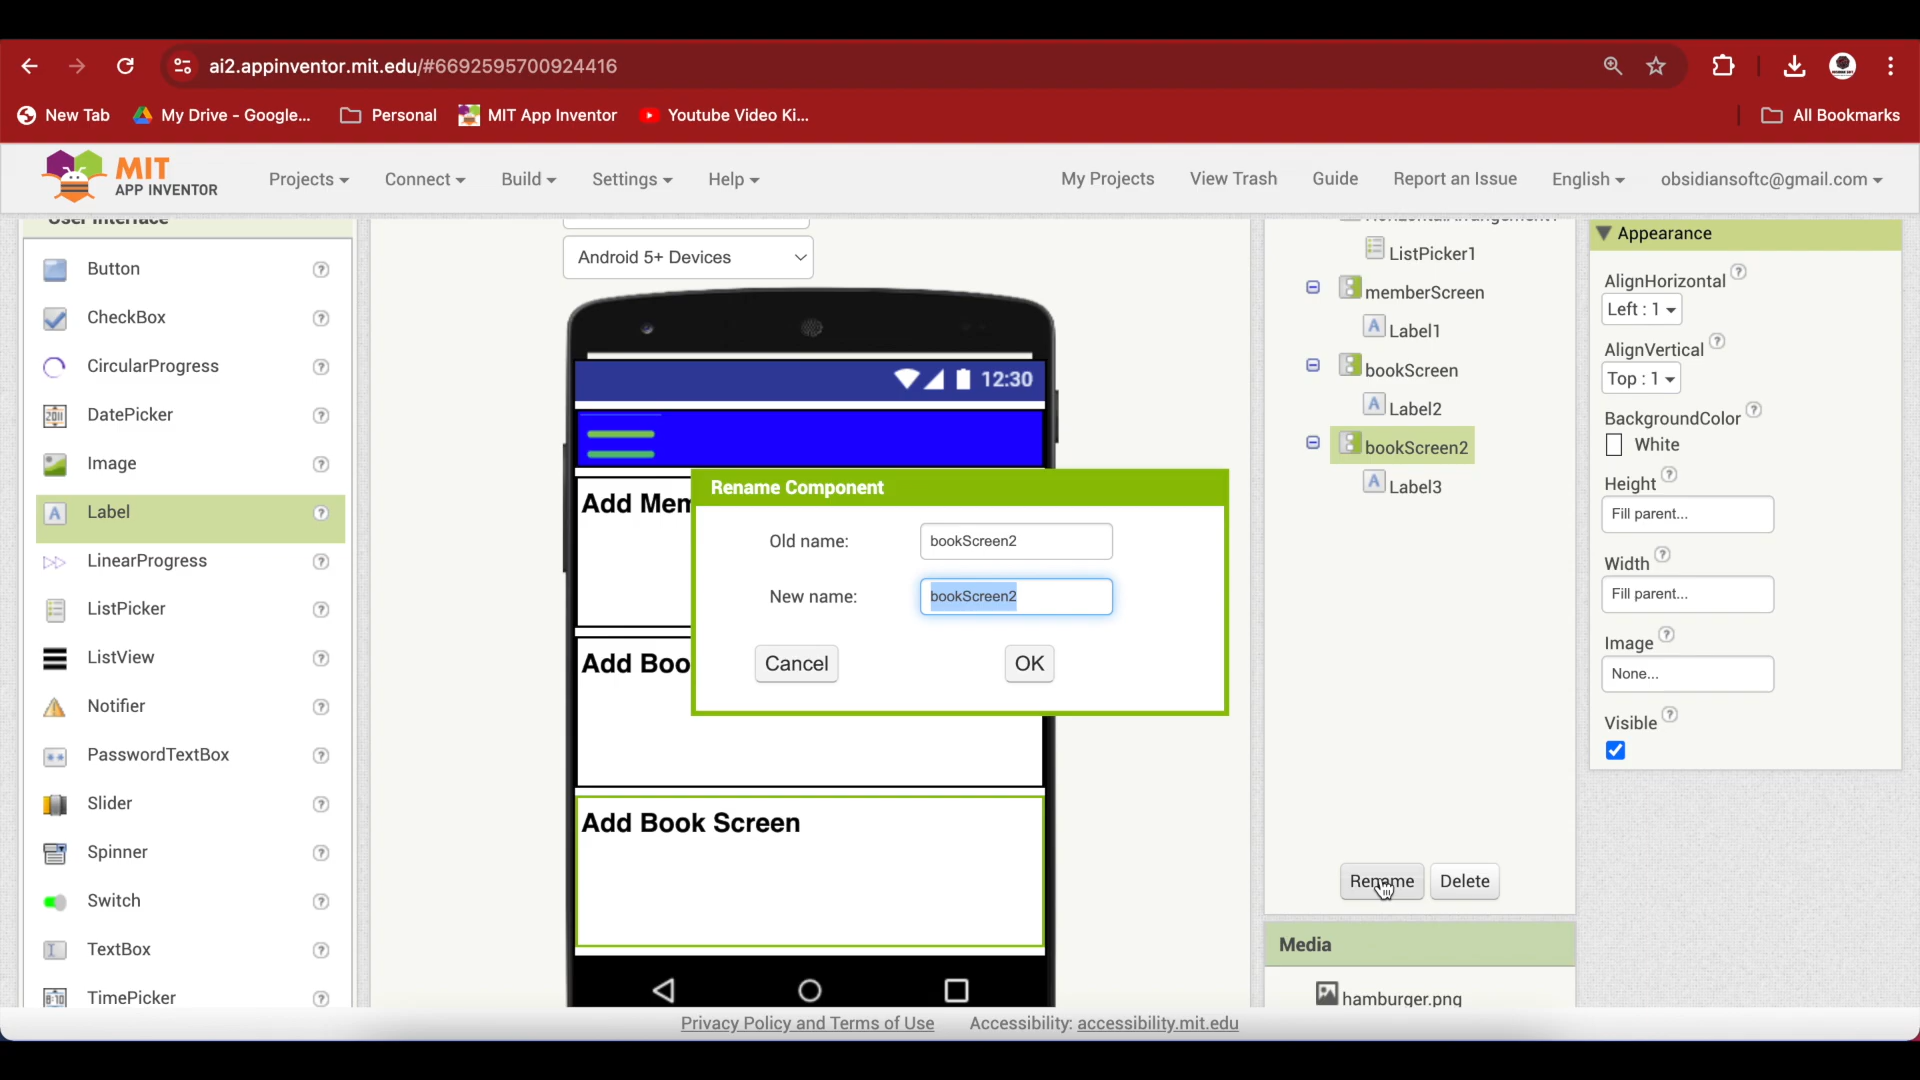 ai2.appinventor.mit.edu/#6692595700924416
New Tab My Drive - Google... Personal MIT App Inventor Youtube Video Ki... All Bookmarks
MIT APP INVENTOR
Projects Connect Build Settings Help My Projects View Trash Guide Report an Issue English obsidiansoftc@gmail.com
User Interface
Button ?
CheckBox ?
CircularProgress ?
DatePicker ?
Image ?
Label ?
LinearProgress ?
ListPicker ?
ListView ?
Notifier ?
PasswordTextBox ?
Slider ?
Spinner ?
Switch ?
TextBox ?
TimePicker ?
Android 5+ Devices
12:30
Add Mem
Add Boo
Add Book Screen
Rename Component
Old name: bookScreen2
New name: bookScreen2
Cancel OK
HorizontalArrangement1
ListPicker1
memberScreen
Label1
bookScreen
Label2
bookScreen2
Label3
Rename Delete
Media
hamburger.png
Appearance
AlignHorizontal ?
Left : 1
AlignVertical ?
Top : 1
BackgroundColor ?
White
Height ?
Fill parent...
Width ?
Fill parent...
Image ?
None...
Visible ?
Privacy Policy and Terms of Use Accessibility: accessibility.mit.edu